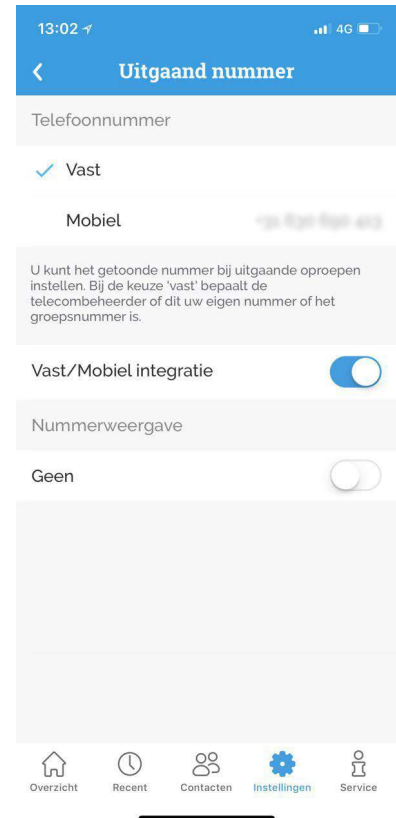 13:02 4G
Uitgaand nummer
Telefoonnummer
Vast
Mobiel
U kunt het getoonde nummer bij uitgaande oproepen
instellen. Bij de keuze 'vast' bepaalt de
telecombeheerder of dit uw eigen nummer of het
groepsnummer is.
Vast/Mobiel integratie
Nummerweergave
Geen
Overzicht Recent Contacten Instellingen Service